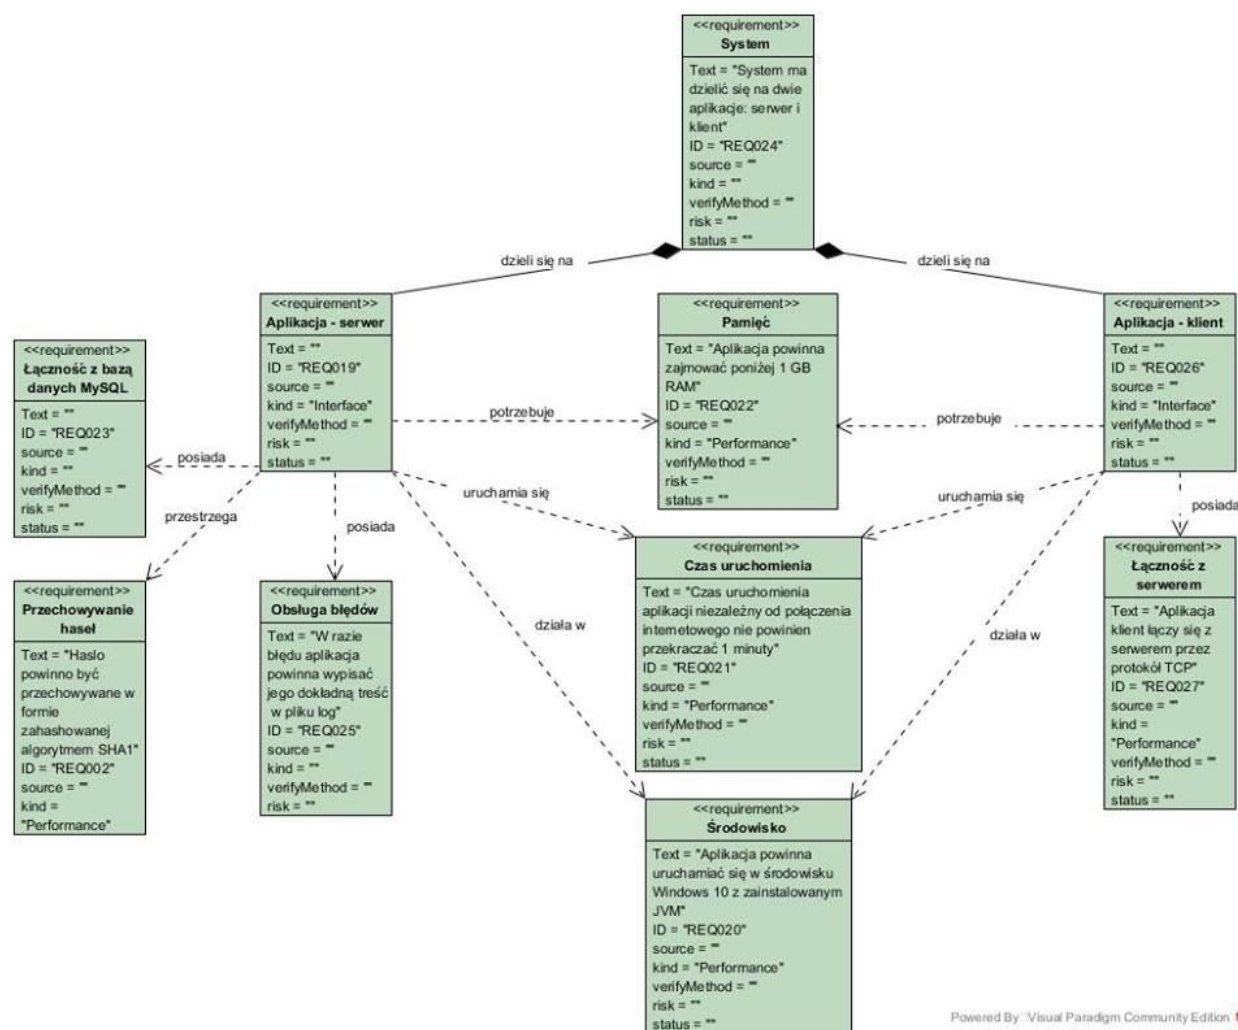 <<requirement>>
System
Text = "System ma
dzielić się na dwie
aplikacje: serwer i
klient"
ID = "REQ024"
source = ""
kind = ""
verifyMethod = ""
risk = ""
status = ""
dzieli się na
dzieli się na
<<requirement>>
Aplikacja - serwer
Text = ""
ID = "REQ019"
source = ""
kind = "Interface"
verifyMethod = ""
risk = ""
status = ""
<<requirement>>
Pamięć
Text = "Aplikacja powinna
zajmować poniżej 1 GB
RAM"
ID = "REQ022"
source = ""
kind = "Performance"
verifyMethod = ""
risk = ""
status = ""
<<requirement>>
Aplikacja - klient
Text = ""
ID = "REQ026"
source = ""
kind = "Interface"
verifyMethod = ""
risk = ""
status = ""
<<requirement>>
Łączność z bazą
danych MySQL
Text = ""
ID = "REQ023"
source = ""
kind = ""
verifyMethod = ""
risk = ""
status = ""
potrzebuje
potrzebuje
posiada
przestrzega
posiada
uruchamia się
uruchamia się
posiada
działa w
działa w
<<requirement>>
Przechowywanie
haseł
Text = "Haslo
powinno być
przechowywane w
formie
zahashowanej
algorytmem SHA1"
ID = "REQ002"
source = ""
kind =
"Performance"
<<requirement>>
Obsługa błędów
Text = "W razie
błędu aplikacja
powinna wypisać
jego dokładną treść
w pliku log"
ID = "REQ025"
source = ""
kind = ""
verifyMethod = ""
risk = ""
<<requirement>>
Czas uruchomienia
Text = "Czas uruchomienia
aplikacji niezależny od połączenia
internetowego nie powinien
przekraczać 1 minuty"
ID = "REQ021"
source = ""
kind = "Performance"
verifyMethod = ""
risk = ""
status = ""
<<requirement>>
Łączność z
serwerem
Text = "Aplikacja
klient łączy się z
serwerem przez
protokół TCP"
ID = "REQ027"
source = ""
kind =
"Performance"
verifyMethod = ""
risk = ""
status = ""
<<requirement>>
Środowisko
Text = "Aplikacja powinna
uruchamiać się w środowisku
Windows 10 z zainstalowanym
JVM"
ID = "REQ020"
source = ""
kind = "Performance"
verifyMethod = ""
risk = ""
status = ""
Powered By Visual Paradigm Community Edition